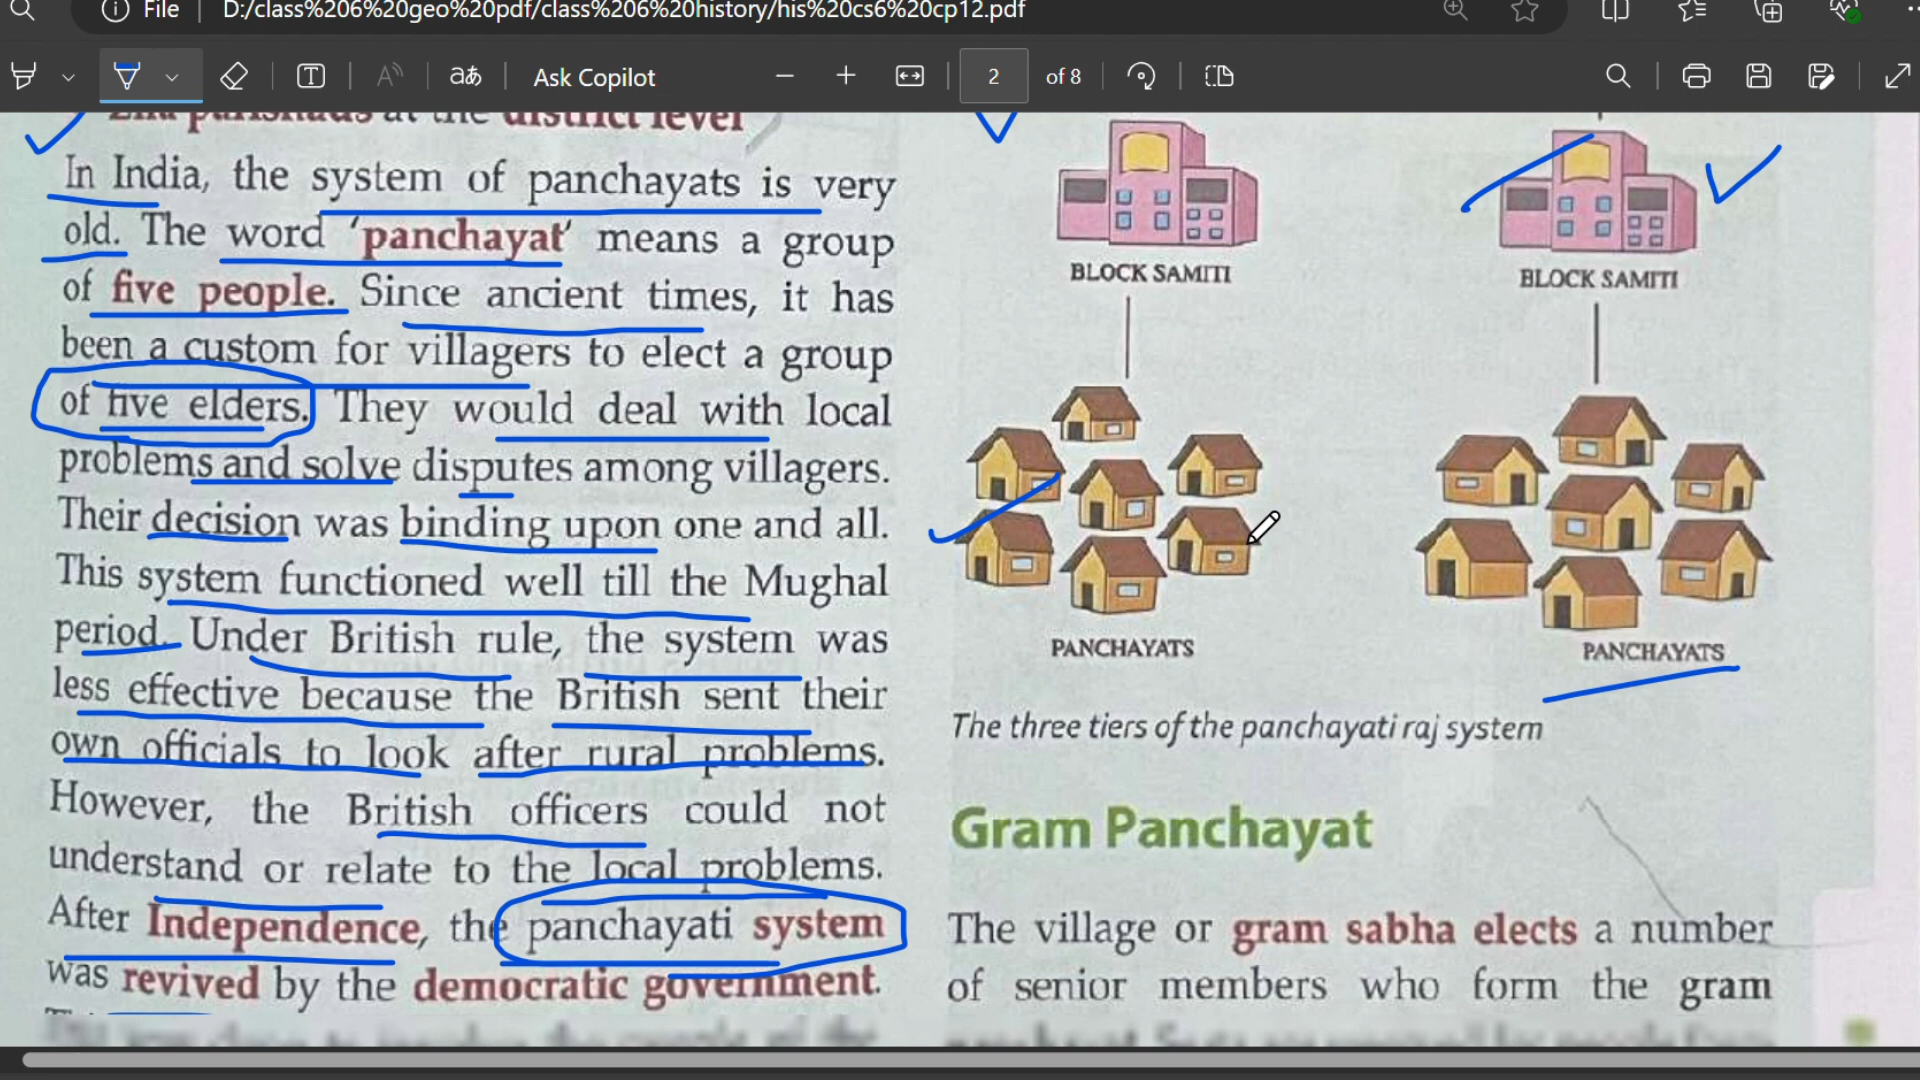 File
D:/class%206%20geo%20pdf/class%206%20history/his%20cs6%20cp12.pdf
Ask Copilot
2 of 8
Zila parishads at the district level
In India, the system of panchayats is very
old. The word 'panchayat' means a group
of five people. Since ancient times, it has
been a custom for villagers to elect a group
of five elders. They would deal with local
problems and solve disputes among villagers.
Their decision was binding upon one and all.
This system functioned well till the Mughal
period. Under British rule, the system was
less effective because the British sent their
own officials to look after rural problems.
However, the British officers could not
understand or relate to the local problems.
After Independence, the panchayati system
was revived by the democratic government.
BLOCK SAMITI
BLOCK SAMITI
PANCHAYATS
PANCHAYATS
The three tiers of the panchayati raj system
Gram Panchayat
The village or gram sabha elects a number
of senior members who form the gram